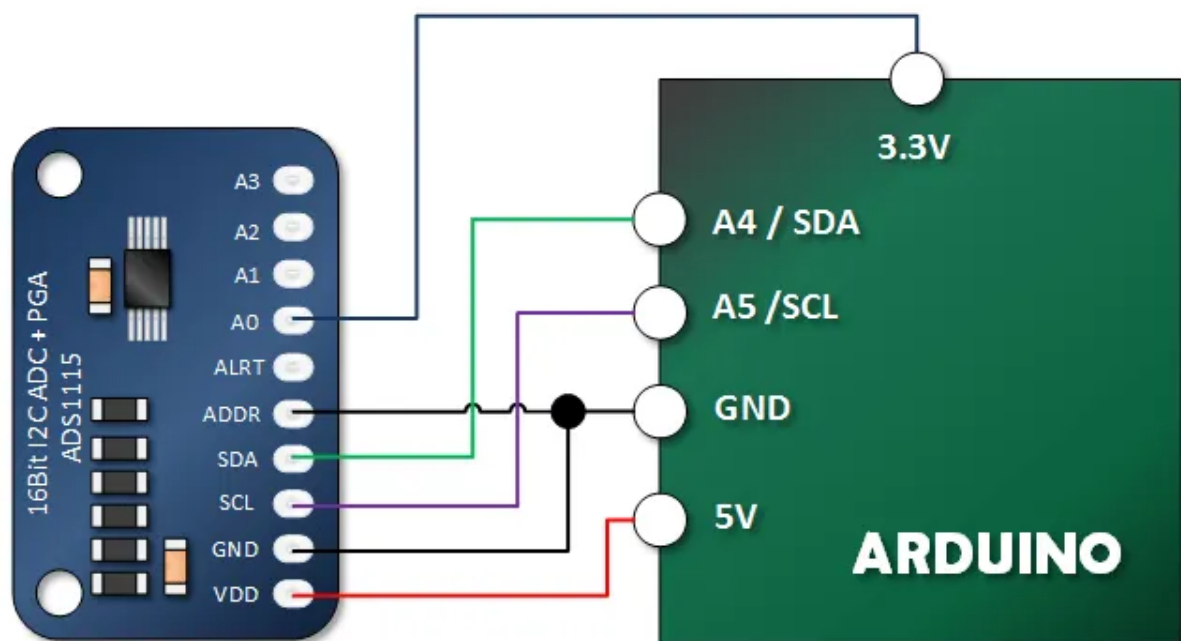 3.3V
A3
A2
A1
A0
ALRT
ADDR
SDA
SCL
GND
VDD
16Bit I2C ADC + PGA
ADS1115
A4 / SDA
A5 /SCL
GND
5V
ARDUINO